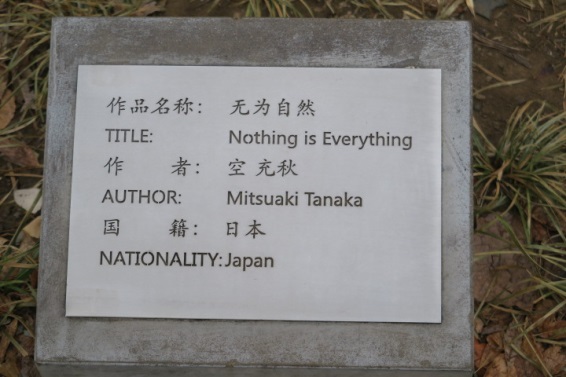 作品名称： 无为自然
TITLE: Nothing is Everything
作 者： 空 充秋
AUTHOR: Mitsuaki Tanaka
国 籍： 日本
NATIONALITY: Japan